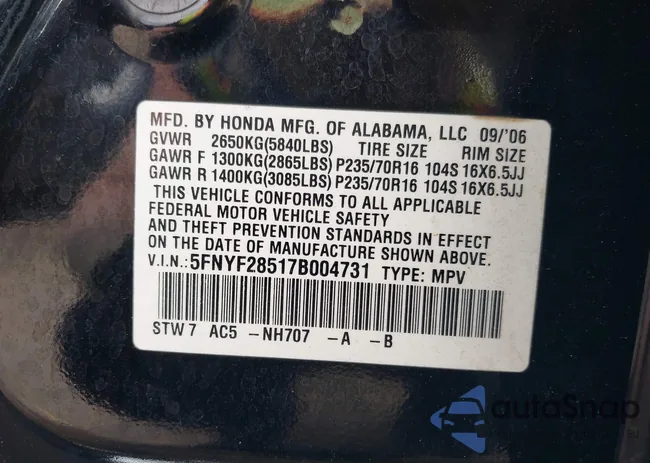 MFD. BY HONDA MFG. OF ALABAMA, LLC 09/'06
GVWR 2650KG(5840LBS) TIRE SIZE RIM SIZE
GAWR F 1300KG(2865LBS) P235/70R16 104S 16X6.5JJ
GAWR R 1400KG(3085LBS) P235/70R16 104S 16X6.5JJ
THIS VEHICLE CONFORMS TO ALL APPLICABLE
FEDERAL MOTOR VEHICLE SAFETY
AND THEFT PREVENTION STANDARDS IN EFFECT
ON THE DATE OF MANUFACTURE SHOWN ABOVE.
V.I.N.:5FNYF28517B004731 TYPE: MPV
STW7 AC5 -NH707 -A -B
autoSnap